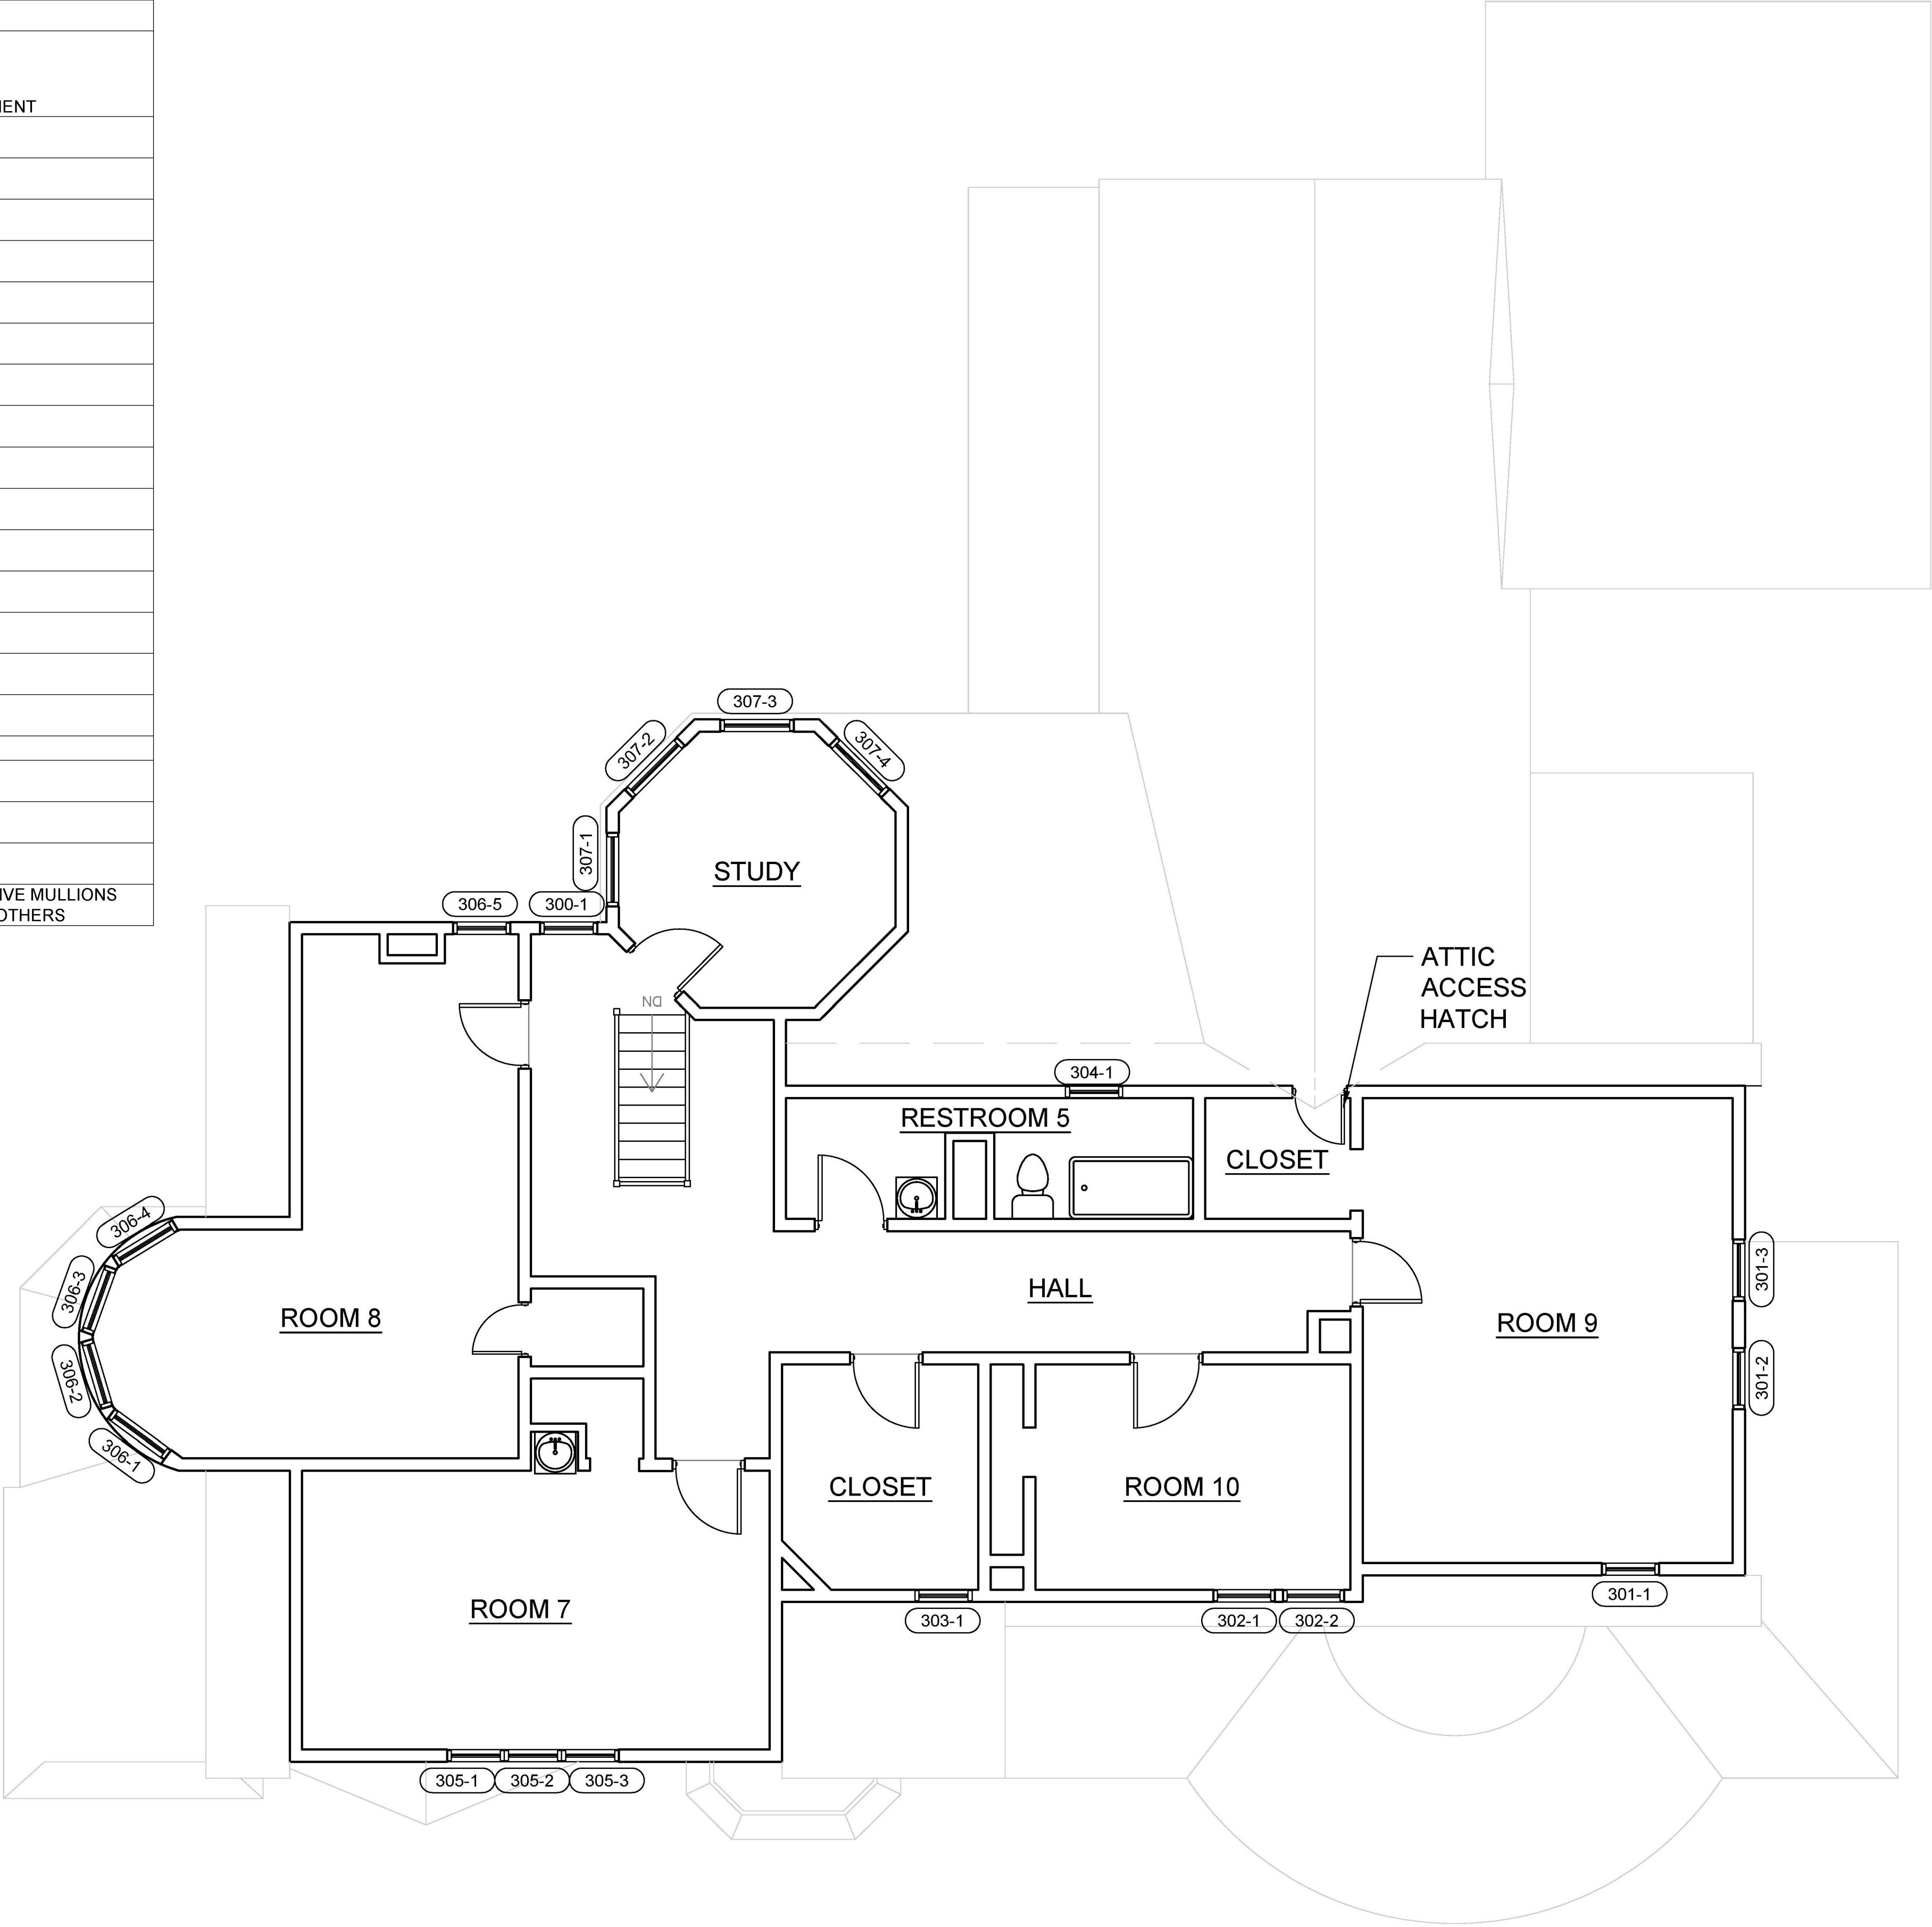 IENT
IVE MULLIONS
OTHERS
307-3
307-2
307-4
307-1
STUDY
306-5
300-1
DN
ATTIC
ACCESS
HATCH
304-1
RESTROOM 5
CLOSET
306-4
306-3
306-2
306-1
ROOM 8
HALL
ROOM 9
301-3
301-2
CLOSET
ROOM 10
ROOM 7
303-1
302-1
302-2
301-1
305-1
305-2
305-3